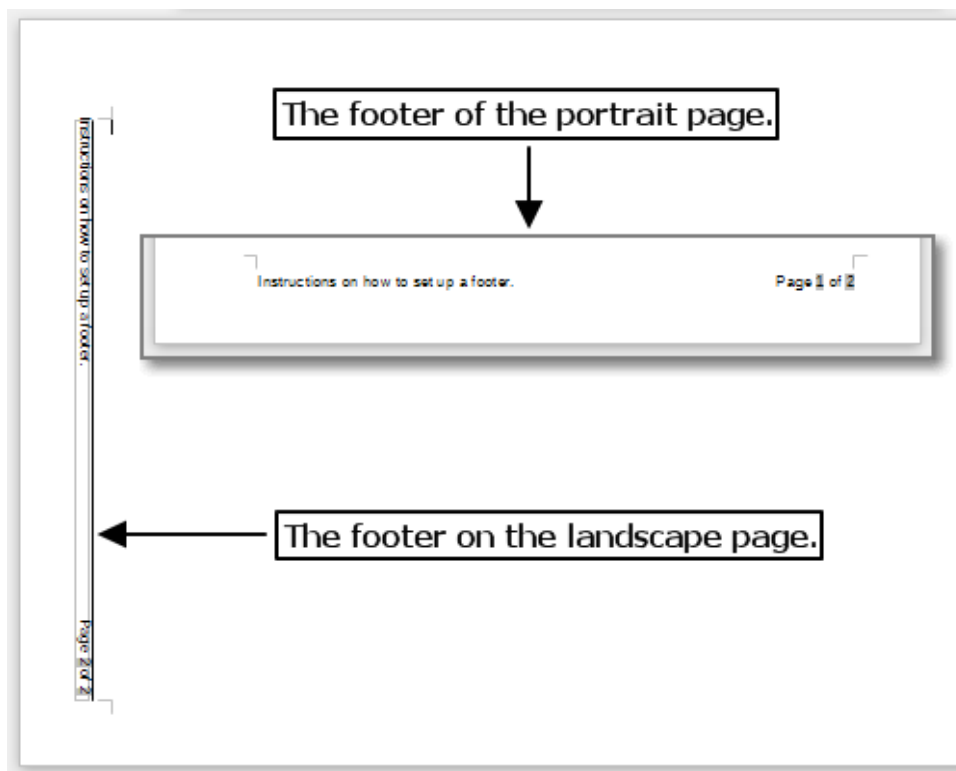 The footer of the portrait page.
Instructions on how to set up a footer.
Page 1 of 2
The footer on the landscape page.
Instructions on how to set up a footer.
Page 2 of 2